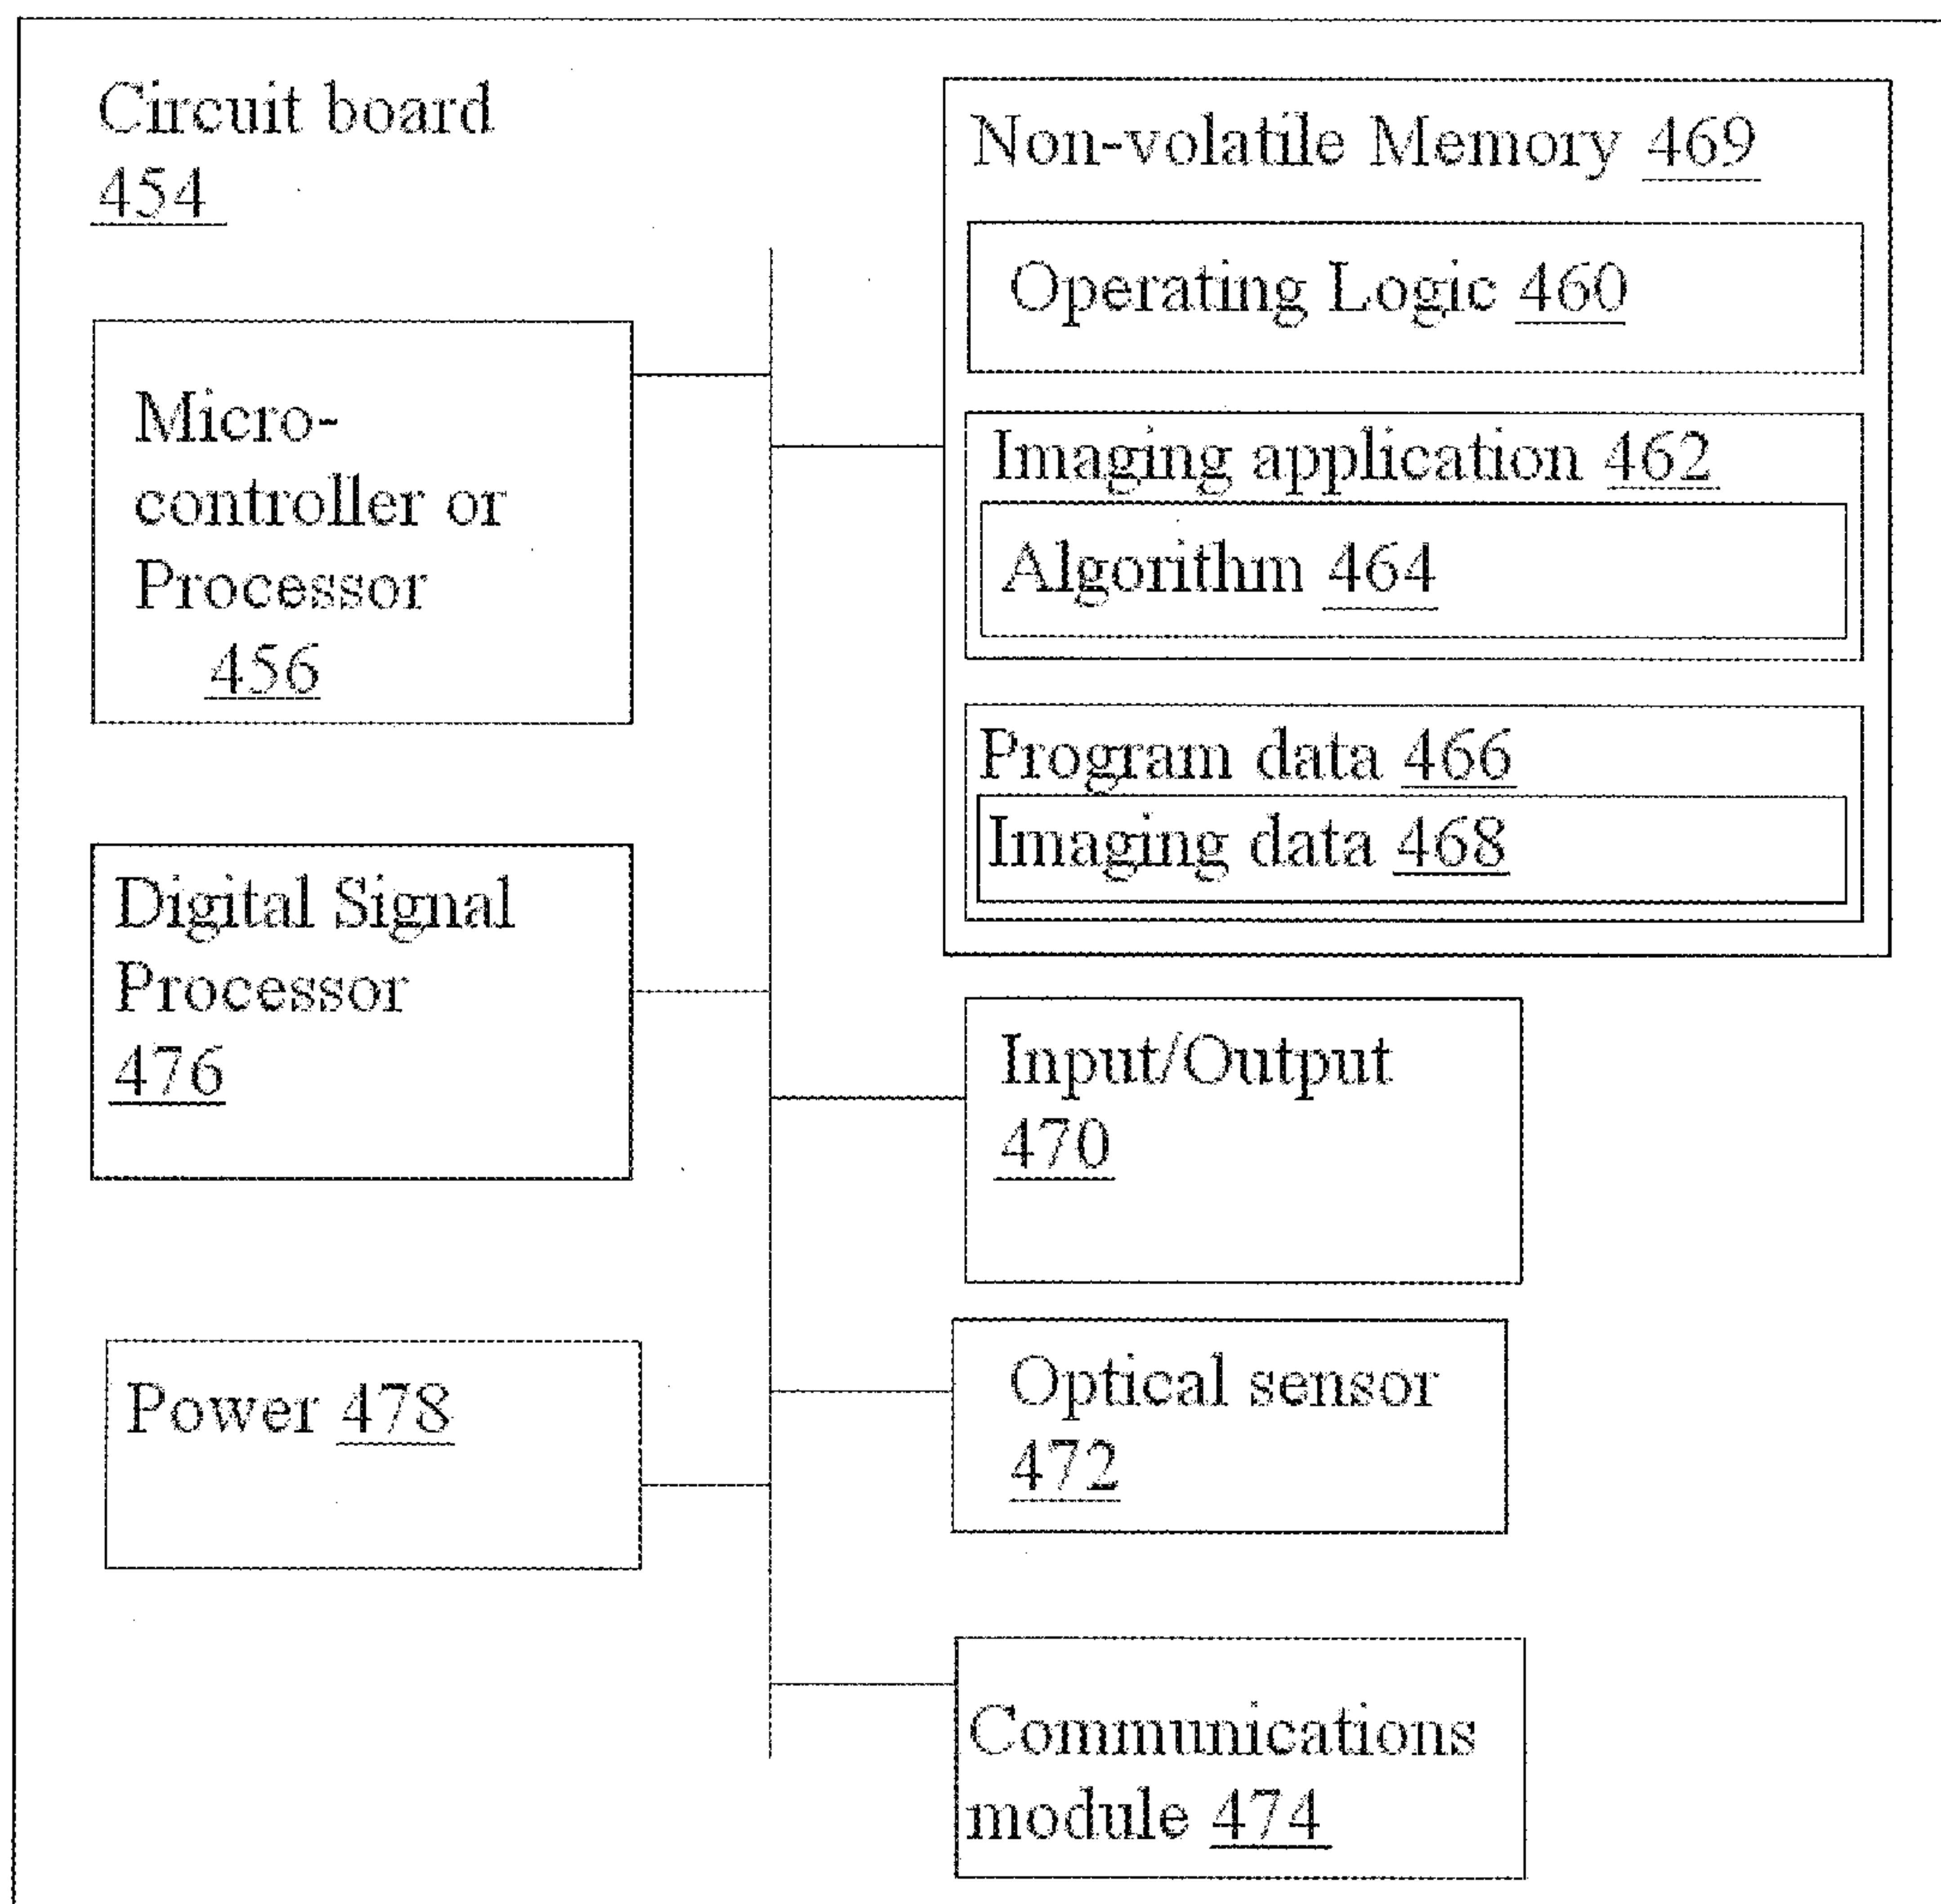 Circuit board
454
Micro-
controller or
Processor
456
Digital Signal
Processor
476
Power 478
Non-volatile Memory 469
Operating Logic 460
Imaging application 462
Algorithm 464
Program data 466
Imaging data 468
Input/Output
470
Optical sensor
472
Communications
module 474